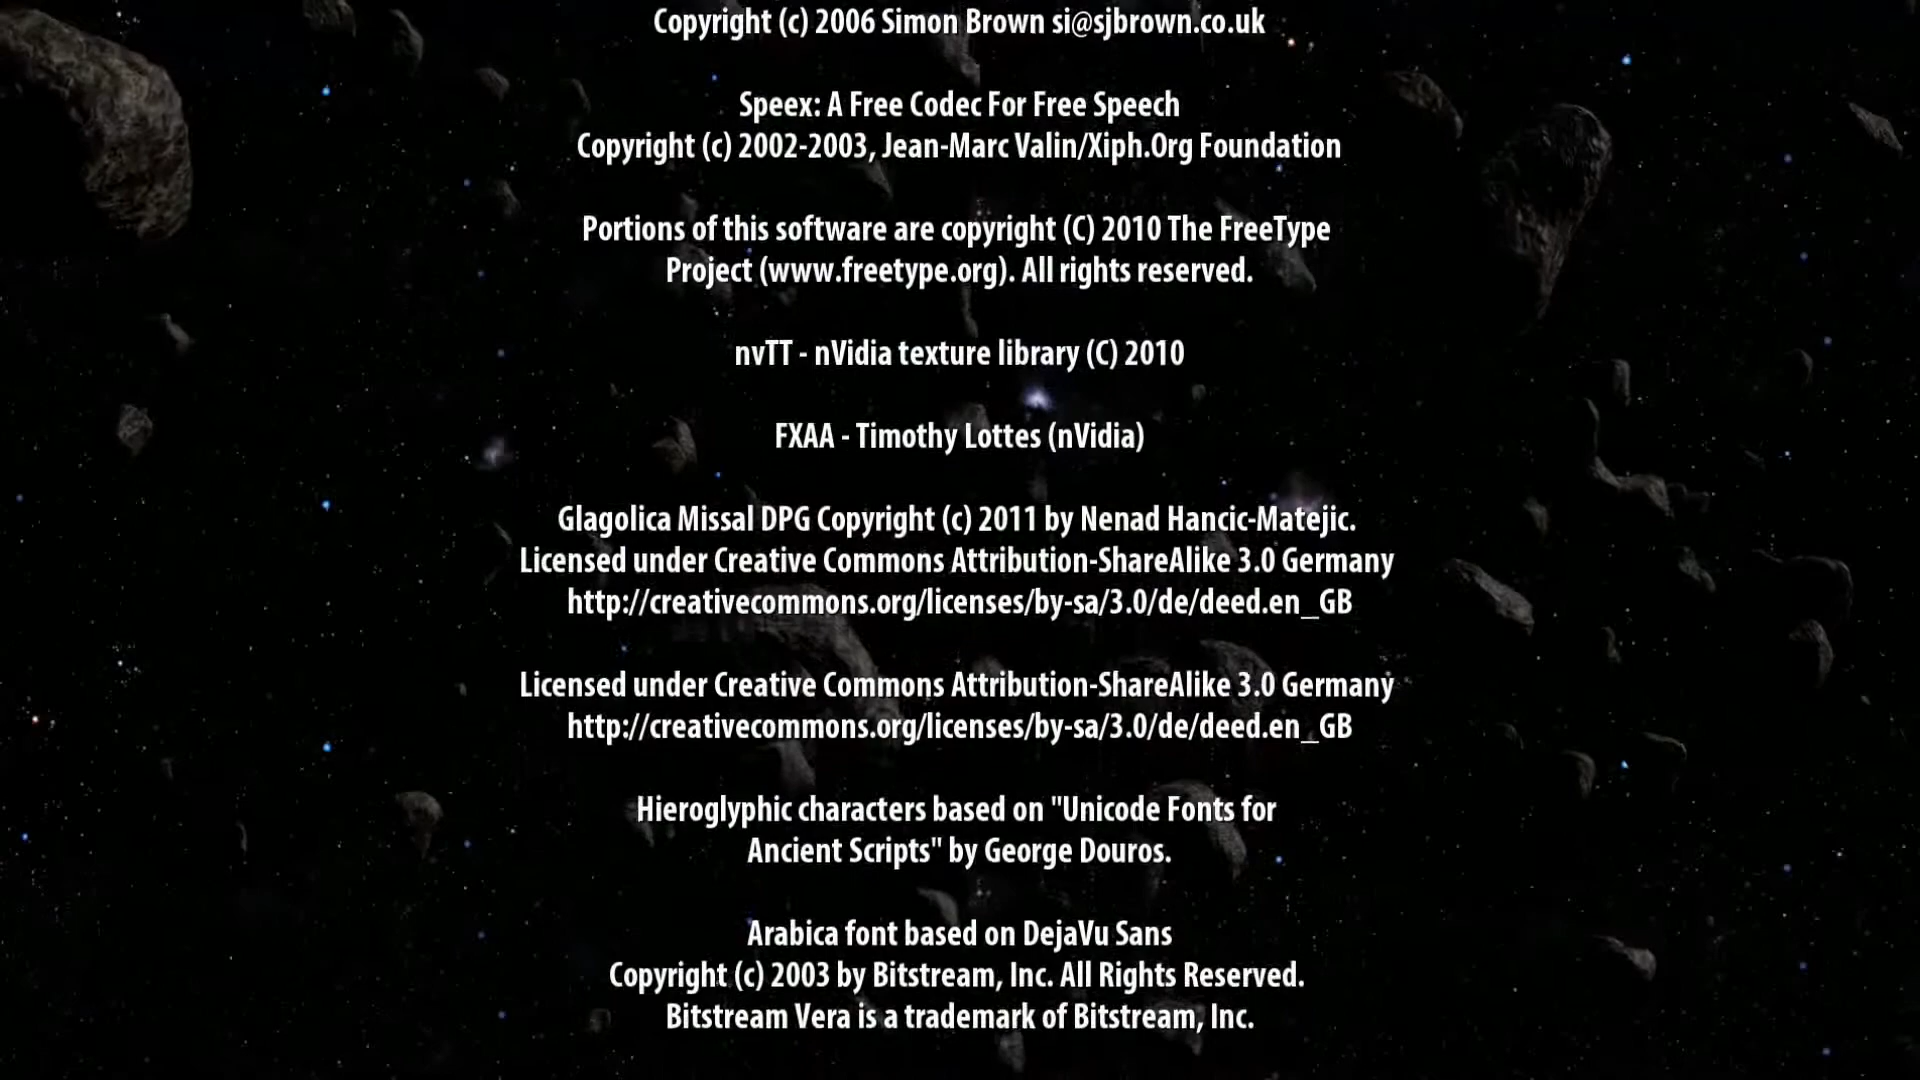 Copyright (c) 2006 Simon Brown si@sjbrown.co.uk
Speex: A Free Codec For Free Speech
Copyright (c) 2002-2003, Jean-Marc Valin/Xiph.Org Foundation
Portions of this software are copyright (C) 2010 The FreeType
Project (www.freetype.org). All rights reserved.
nvTT - nVidia texture library (C) 2010
FXAA - Timothy Lottes (nVidia)
Glagolica Missal DPG Copyright (c) 2011 by Nenad Hancic-Matejic.
Licensed under Creative Commons Attribution-ShareAlike 3.0 Germany
http://creativecommons.org/licenses/by-sa/3.0/de/deed.en_GB
Licensed under Creative Commons Attribution-ShareAlike 3.0 Germany
http://creativecommons.org/licenses/by-sa/3.0/de/deed.en_GB
Hieroglyphic characters based on "Unicode Fonts for
Ancient Scripts" by George Douros.
Arabica font based on DejaVu Sans
Copyright (c) 2003 by Bitstream, Inc. All Rights Reserved.
Bitstream Vera is a trademark of Bitstream, Inc.